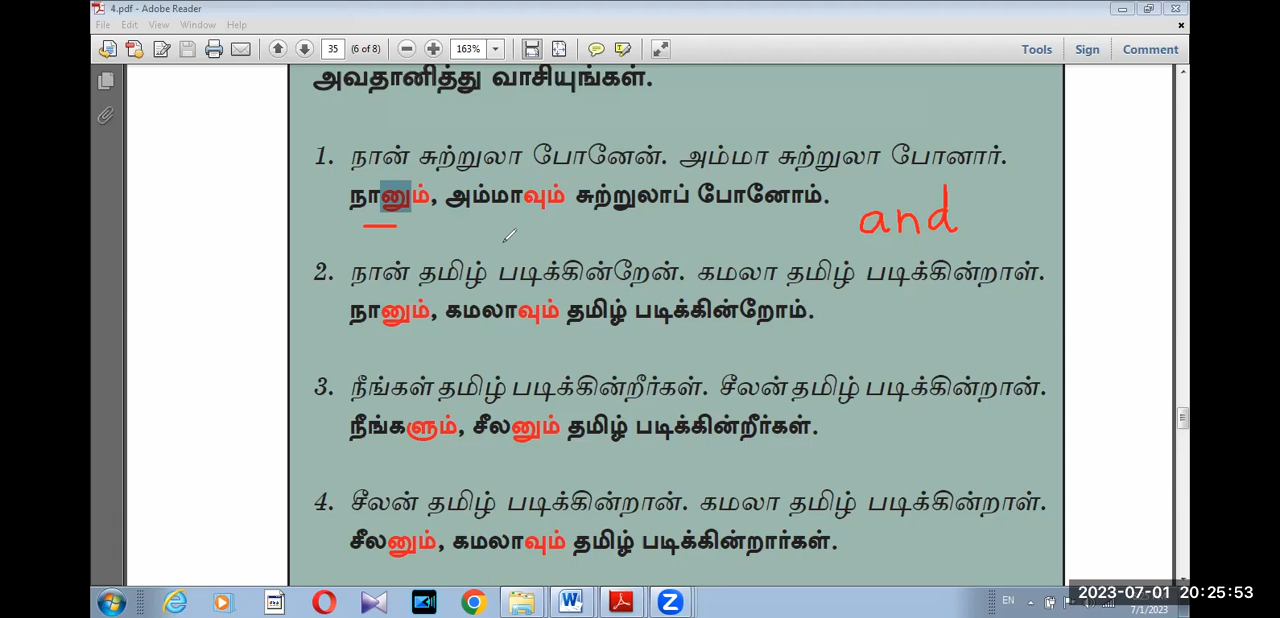 4.pdf - Adobe Reader
File Edit View Window Help
35 (6 of 8) 163% Tools Sign Comment
அவதானித்து வாசியுங்கள்.
1. நான் சுற்றுலா போனேன். அம்மா சுற்றுலா போனார்.
நானும், அம்மாவும் சுற்றுலாப் போனோம்.
and
2. நான் தமிழ் படிக்கின்றேன். கமலா தமிழ் படிக்கின்றாள்.
நானும், கமலாவும் தமிழ் படிக்கின்றோம்.
3. நீங்கள் தமிழ் படிக்கின்றீர்கள். சீலன் தமிழ் படிக்கின்றான்.
நீங்களும், சீலனும் தமிழ் படிக்கின்றீர்கள்.
4. சீலன் தமிழ் படிக்கின்றான். கமலா தமிழ் படிக்கின்றாள்.
சீலனும், கமலாவும் தமிழ் படிக்கின்றார்கள்.
EN
2023-07-01 20:25:53
7/1/2023